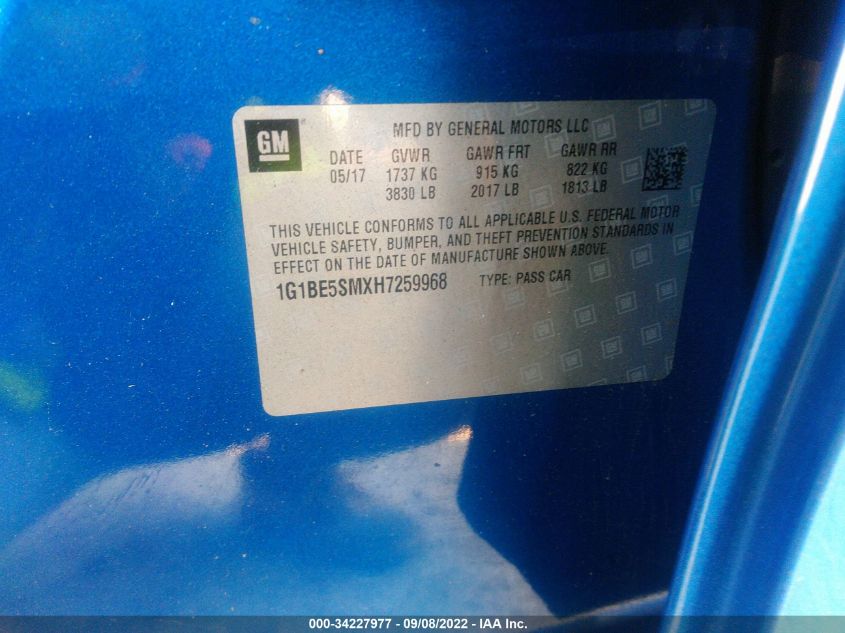 GM
MFD BY GENERAL MOTORS LLC
DATE GVWR GAWR FRT GAWR RR
05/17 1737 KG 915 KG 822 KG
3830 LB 2017 LB 1813 LB
THIS VEHICLE CONFORMS TO ALL APPLICABLE U.S. FEDERAL MOTOR
VEHICLE SAFETY, BUMPER, AND THEFT PREVENTION STANDARDS IN
EFFECT ON THE DATE OF MANUFACTURE SHOWN ABOVE.
1G1BE5SMXH7259968 TYPE: PASS CAR
000-34227977 - 09/08/2022 - IAA Inc.